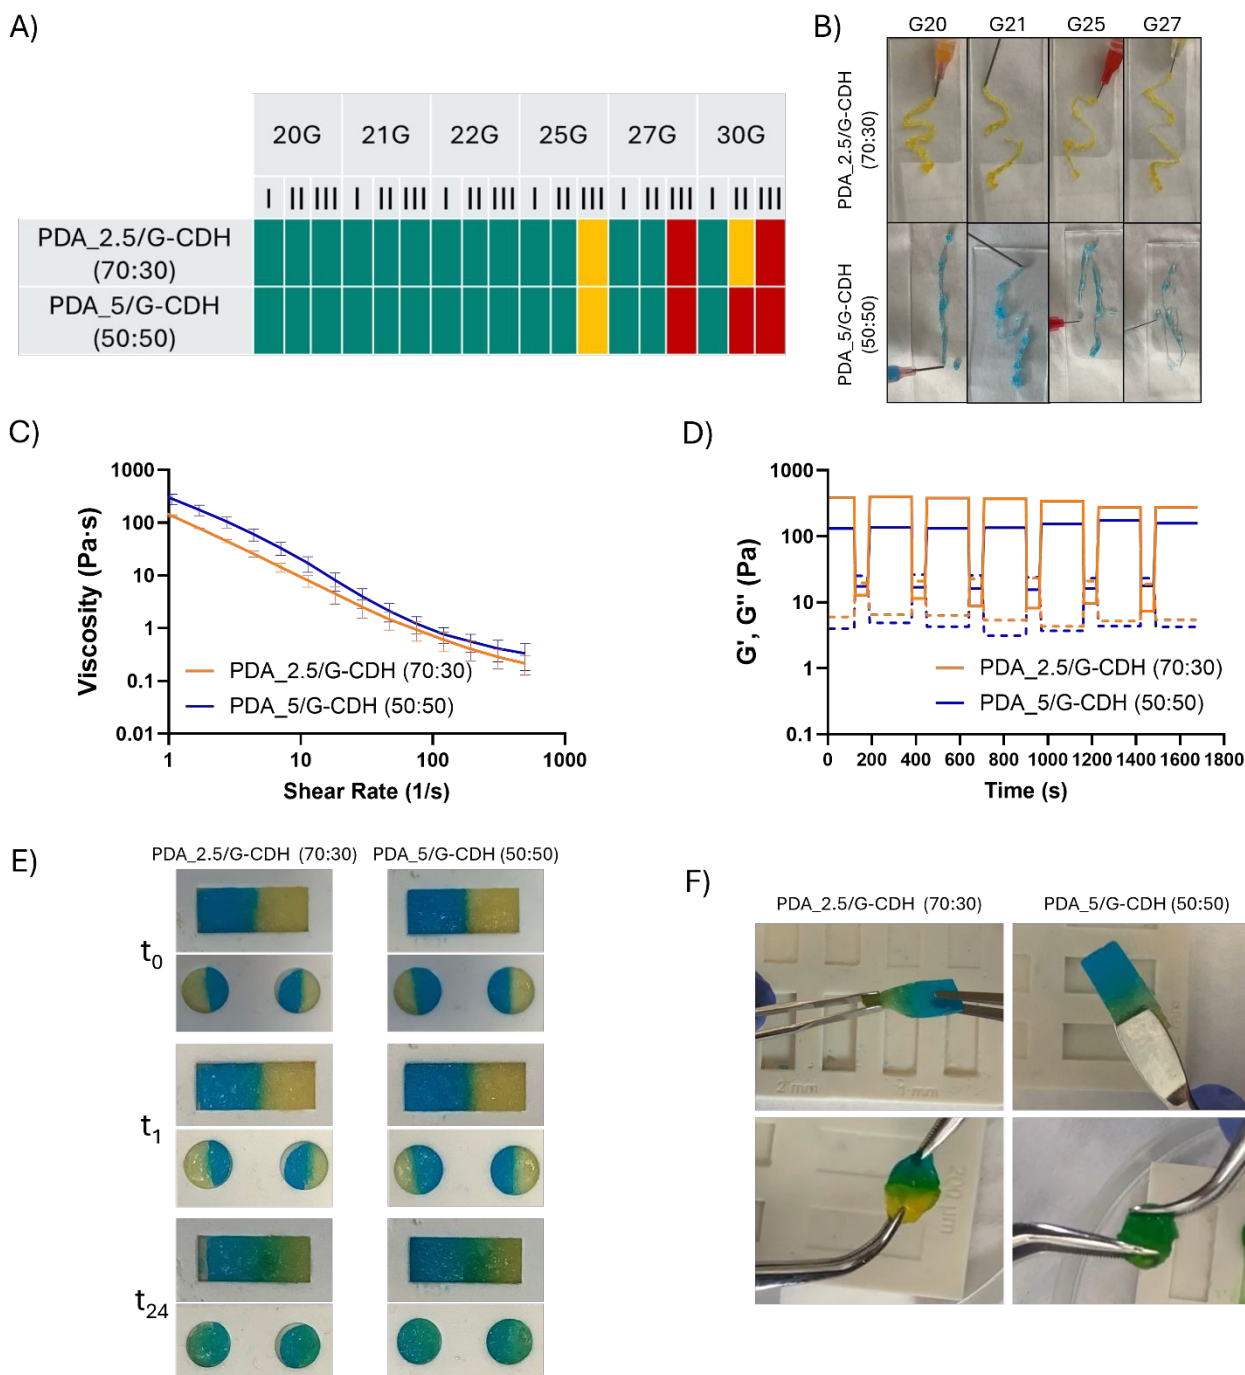 A)
20G 21G 22G 25G 27G 30G
I II III I II III I II III I II III I II III I II III
PDA_2.5/G-CDH
(70:30)
PDA_5/G-CDH
(50:50)
B)
G20 G21 G25 G27
PDA_2.5/G-CDH
(70:30)
PDA_5/G-CDH
(50:50)
C)
Viscosity (Pa·s)
1000
100
10
1
0.1
0.01
PDA_2.5/G-CDH (70:30)
PDA_5/G-CDH (50:50)
1 10 100 1000
Shear Rate (1/s)
D)
G', G'' (Pa)
1000
100
10
1
0.1
PDA_2.5/G-CDH (70:30)
PDA_5/G-CDH (50:50)
0 200 400 600 800 1000 1200 1400 1600 1800
Time (s)
E)
PDA_2.5/G-CDH (70:30) PDA_5/G-CDH (50:50)
t0
t1
t24
F)
PDA_2.5/G-CDH (70:30) PDA_5/G-CDH (50:50)
2 mm 1 mm
200 µm